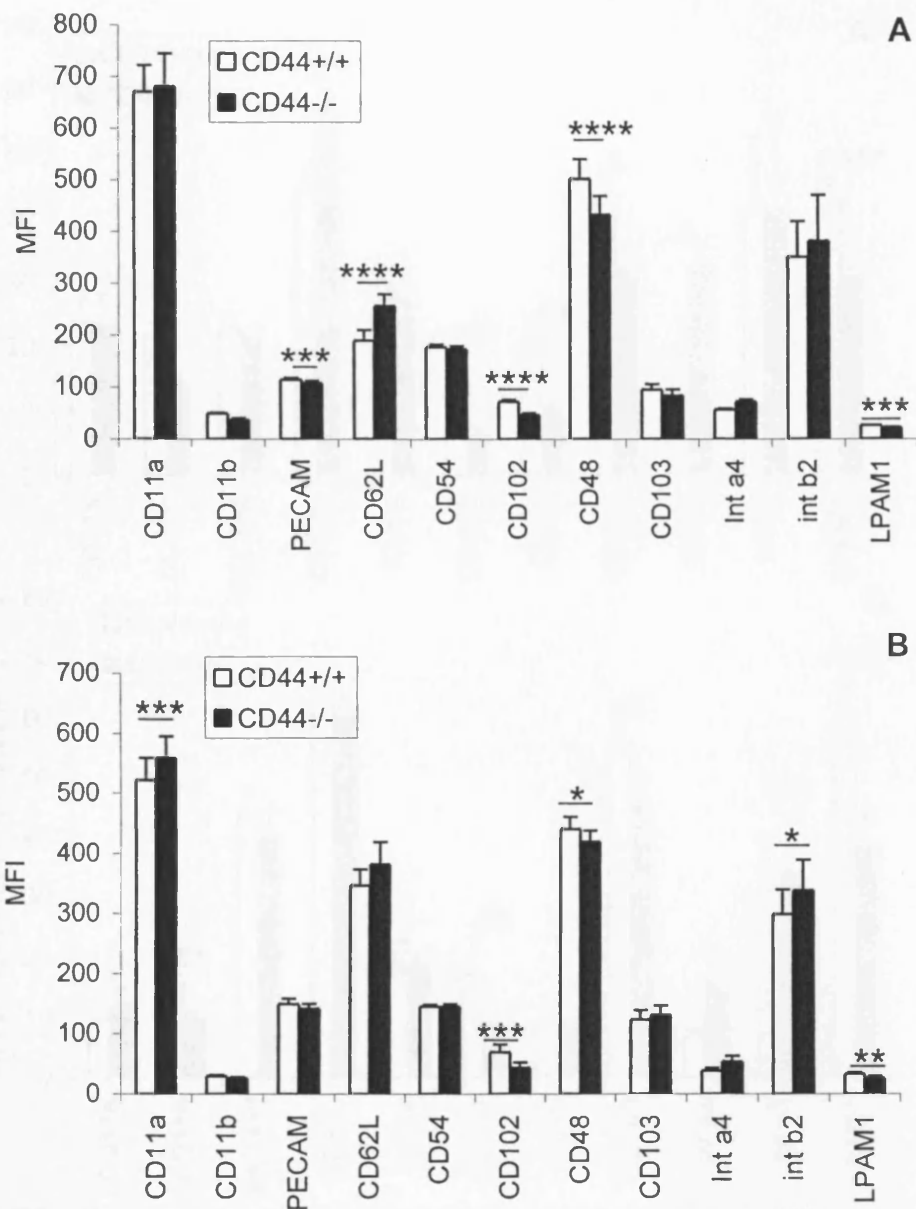 A
800
700
600
500
400
300
200
100
0
MFI
CD44+/+
CD44-/-
***
****
****
****
***
CD11a
CD11b
PECAM
CD62L
CD54
CD102
CD48
CD103
Int a4
int b2
LPAM1
B
700
600
500
400
300
200
100
0
MFI
CD44+/+
CD44-/-
***
***
*
*
**
CD11a
CD11b
PECAM
CD62L
CD54
CD102
CD48
CD103
Int a4
int b2
LPAM1